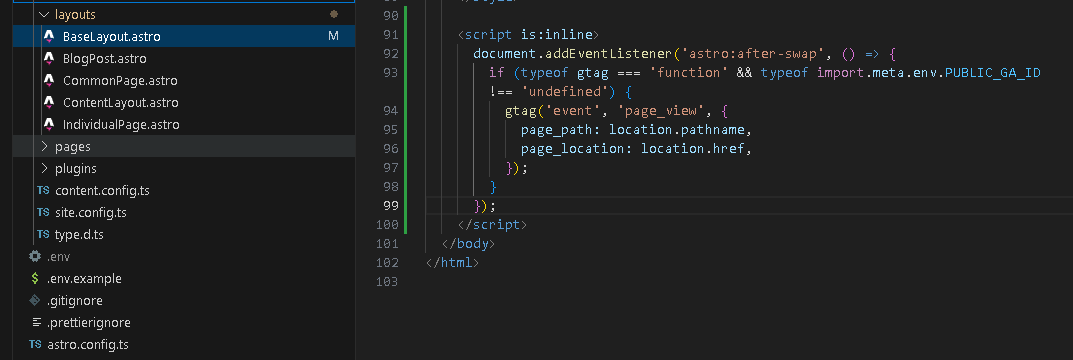 layouts
BaseLayout.astro M
BlogPost.astro
CommonPage.astro
ContentLayout.astro
IndividualPage.astro
pages
plugins
TS content.config.ts
TS site.config.ts
TS type.d.ts
.env
$ .env.example
.gitignore
.prettierignore
TS astro.config.ts
90
91 <script is:inline>
92 document.addEventListener('astro:after-swap', () => {
93 if (typeof gtag === 'function' && typeof import.meta.env.PUBLIC_GA_ID
!== 'undefined') {
94 gtag('event', 'page_view', {
95 page_path: location.pathname,
96 page_location: location.href,
97 });
98 }
99 });
100 </script>
101 </body>
102 </html>
103